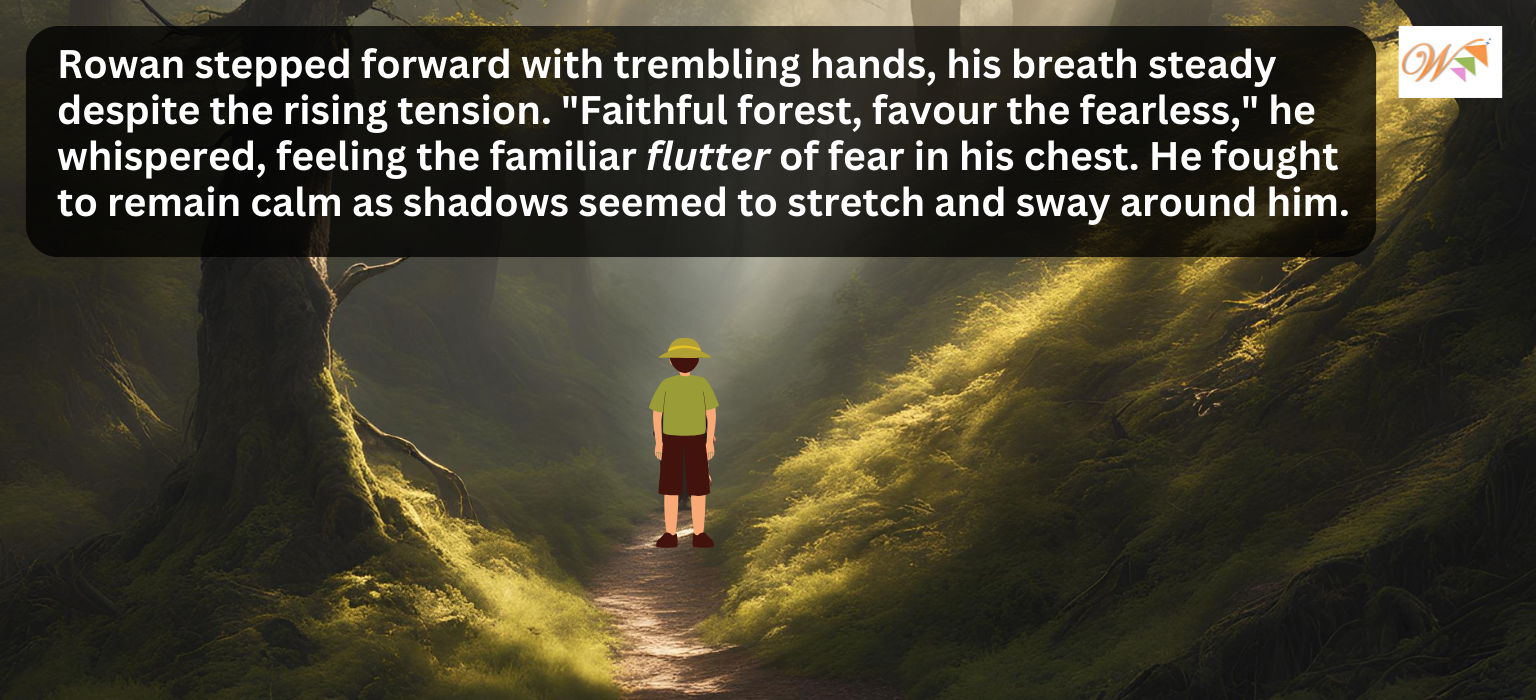 Rowan stepped forward with trembling hands, his breath steady
despite the rising tension. "Faithful forest, favour the fearless," he
whispered, feeling the familiar flutter of fear in his chest. He fought
to remain calm as shadows seemed to stretch and sway around him.
W